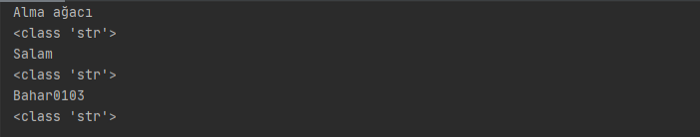 Alma ağacı
<class 'str'>
Salam
<class 'str'>
Bahar0103
<class 'str'>